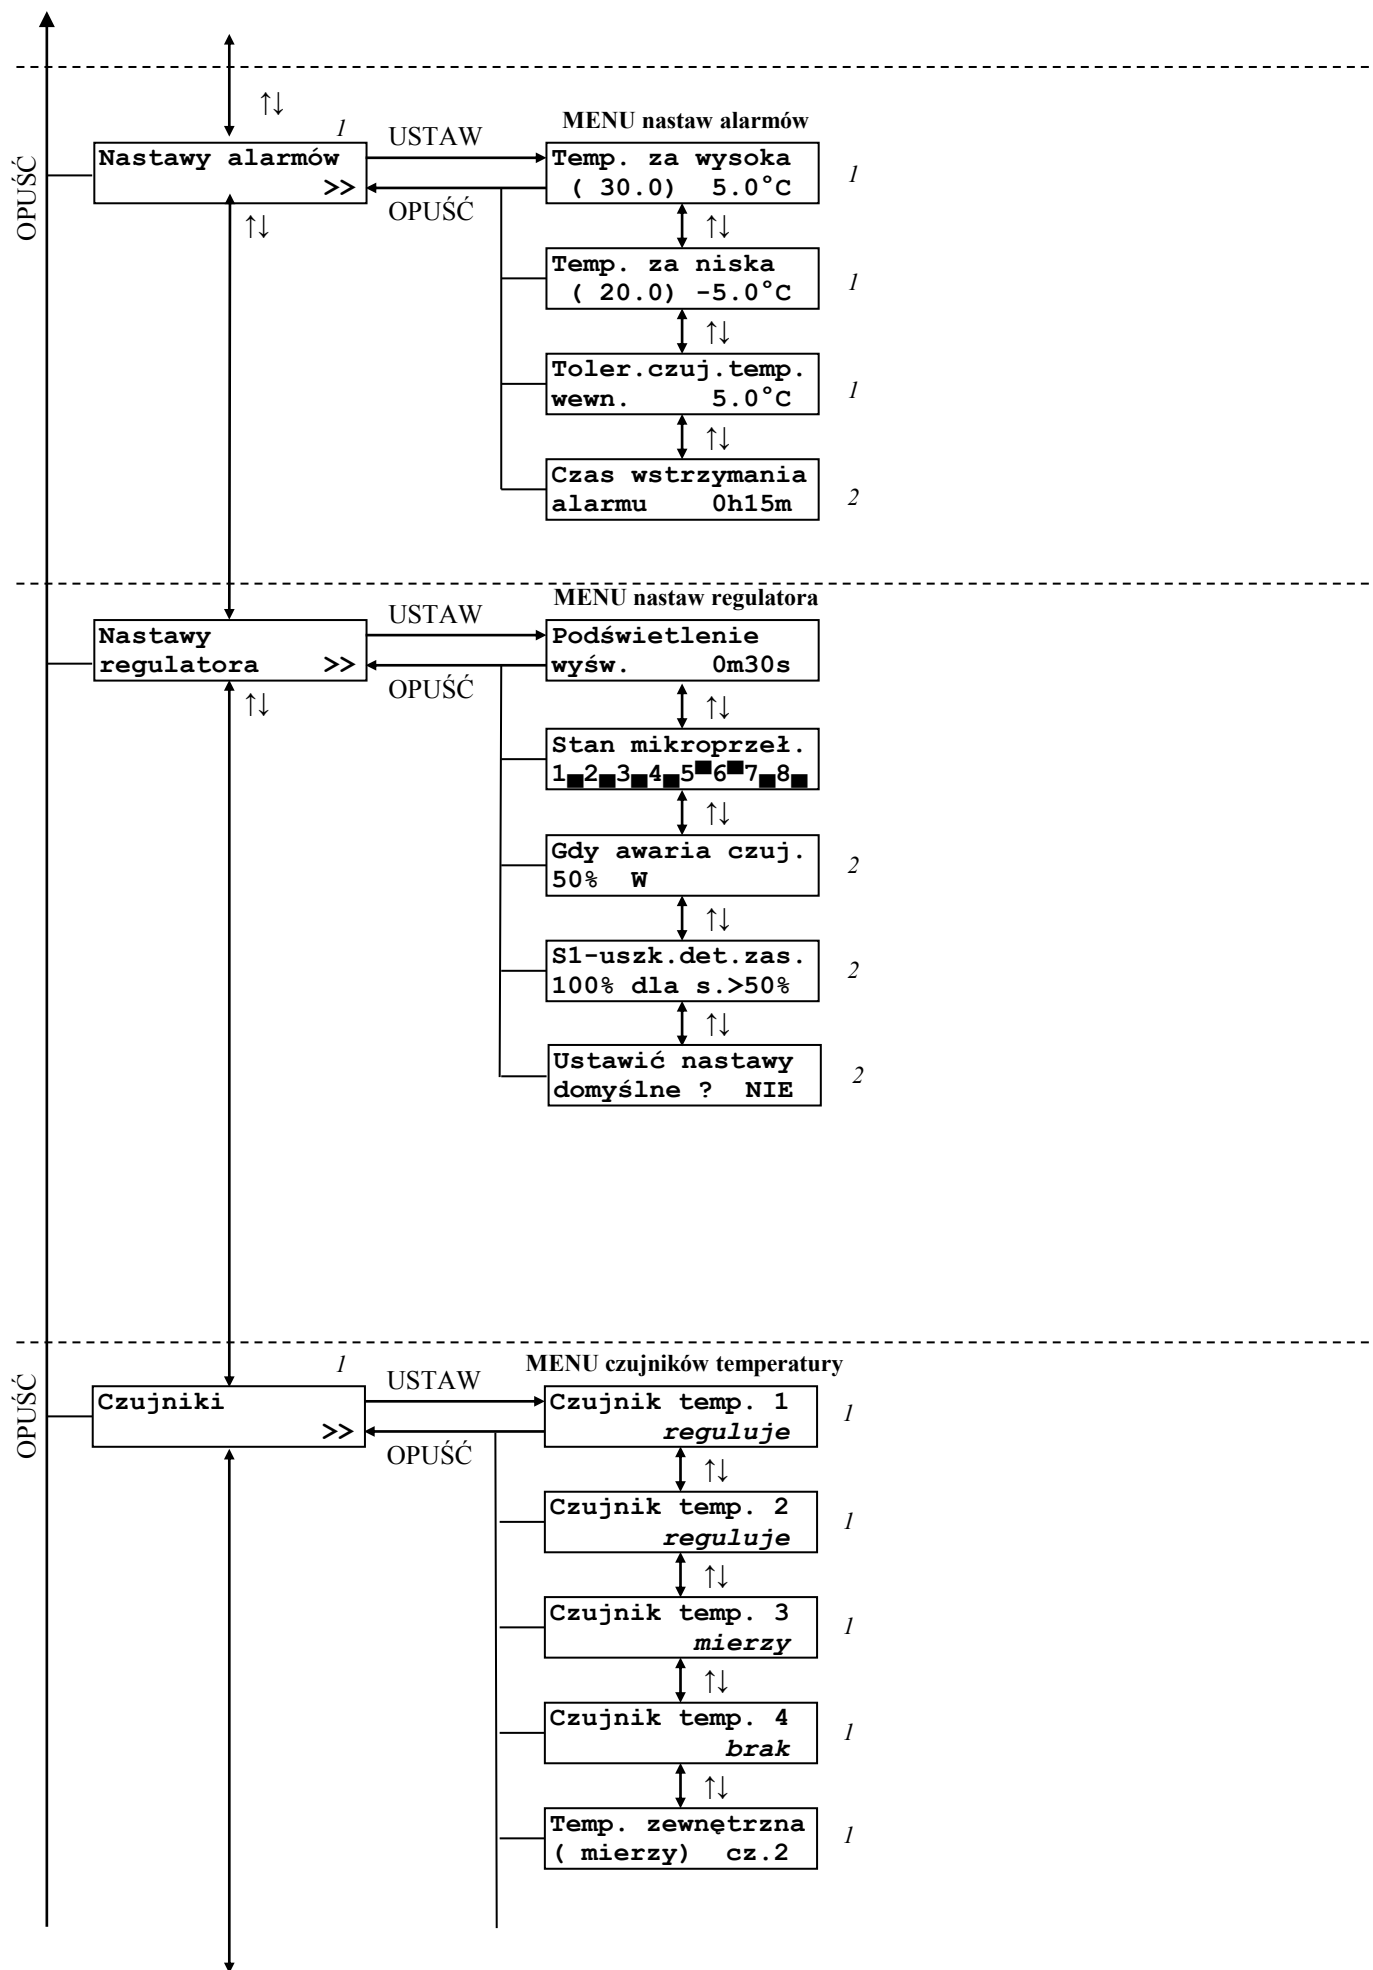 ↑↓
1
USTAW
MENU nastaw alarmów
OPUŚĆ
Nastawy alarmów
>>
Temp. za wysoka
( 30.0) 5.0°C
1
OPUŚĆ
↑↓
↑↓
Temp. za niska
( 20.0) -5.0°C
1
↑↓
Toler.czuj.temp.
wewn. 5.0°C
1
↑↓
Czas wstrzymania
alarmu 0h15m
2
MENU nastaw regulatora
USTAW
Nastawy
regulatora >>
Podświetlenie
wyśw. 0m30s
OPUŚĆ
↑↓
↑↓
Stan mikroprzeł.
1▄2▄3▄4▄5▀6▀7▄8▄
↑↓
Gdy awaria czuj.
50% W
2
↑↓
S1-uszk.det.zas.
100% dla s.>50%
2
↑↓
Ustawić nastawy
domyślne ? NIE
2
1
USTAW
MENU czujników temperatury
OPUŚĆ
Czujniki
>>
Czujnik temp. 1
reguluje
1
OPUŚĆ
↑↓
Czujnik temp. 2
reguluje
1
↑↓
Czujnik temp. 3
mierzy
1
↑↓
Czujnik temp. 4
brak
1
↑↓
Temp. zewnętrzna
( mierzy) cz.2
1